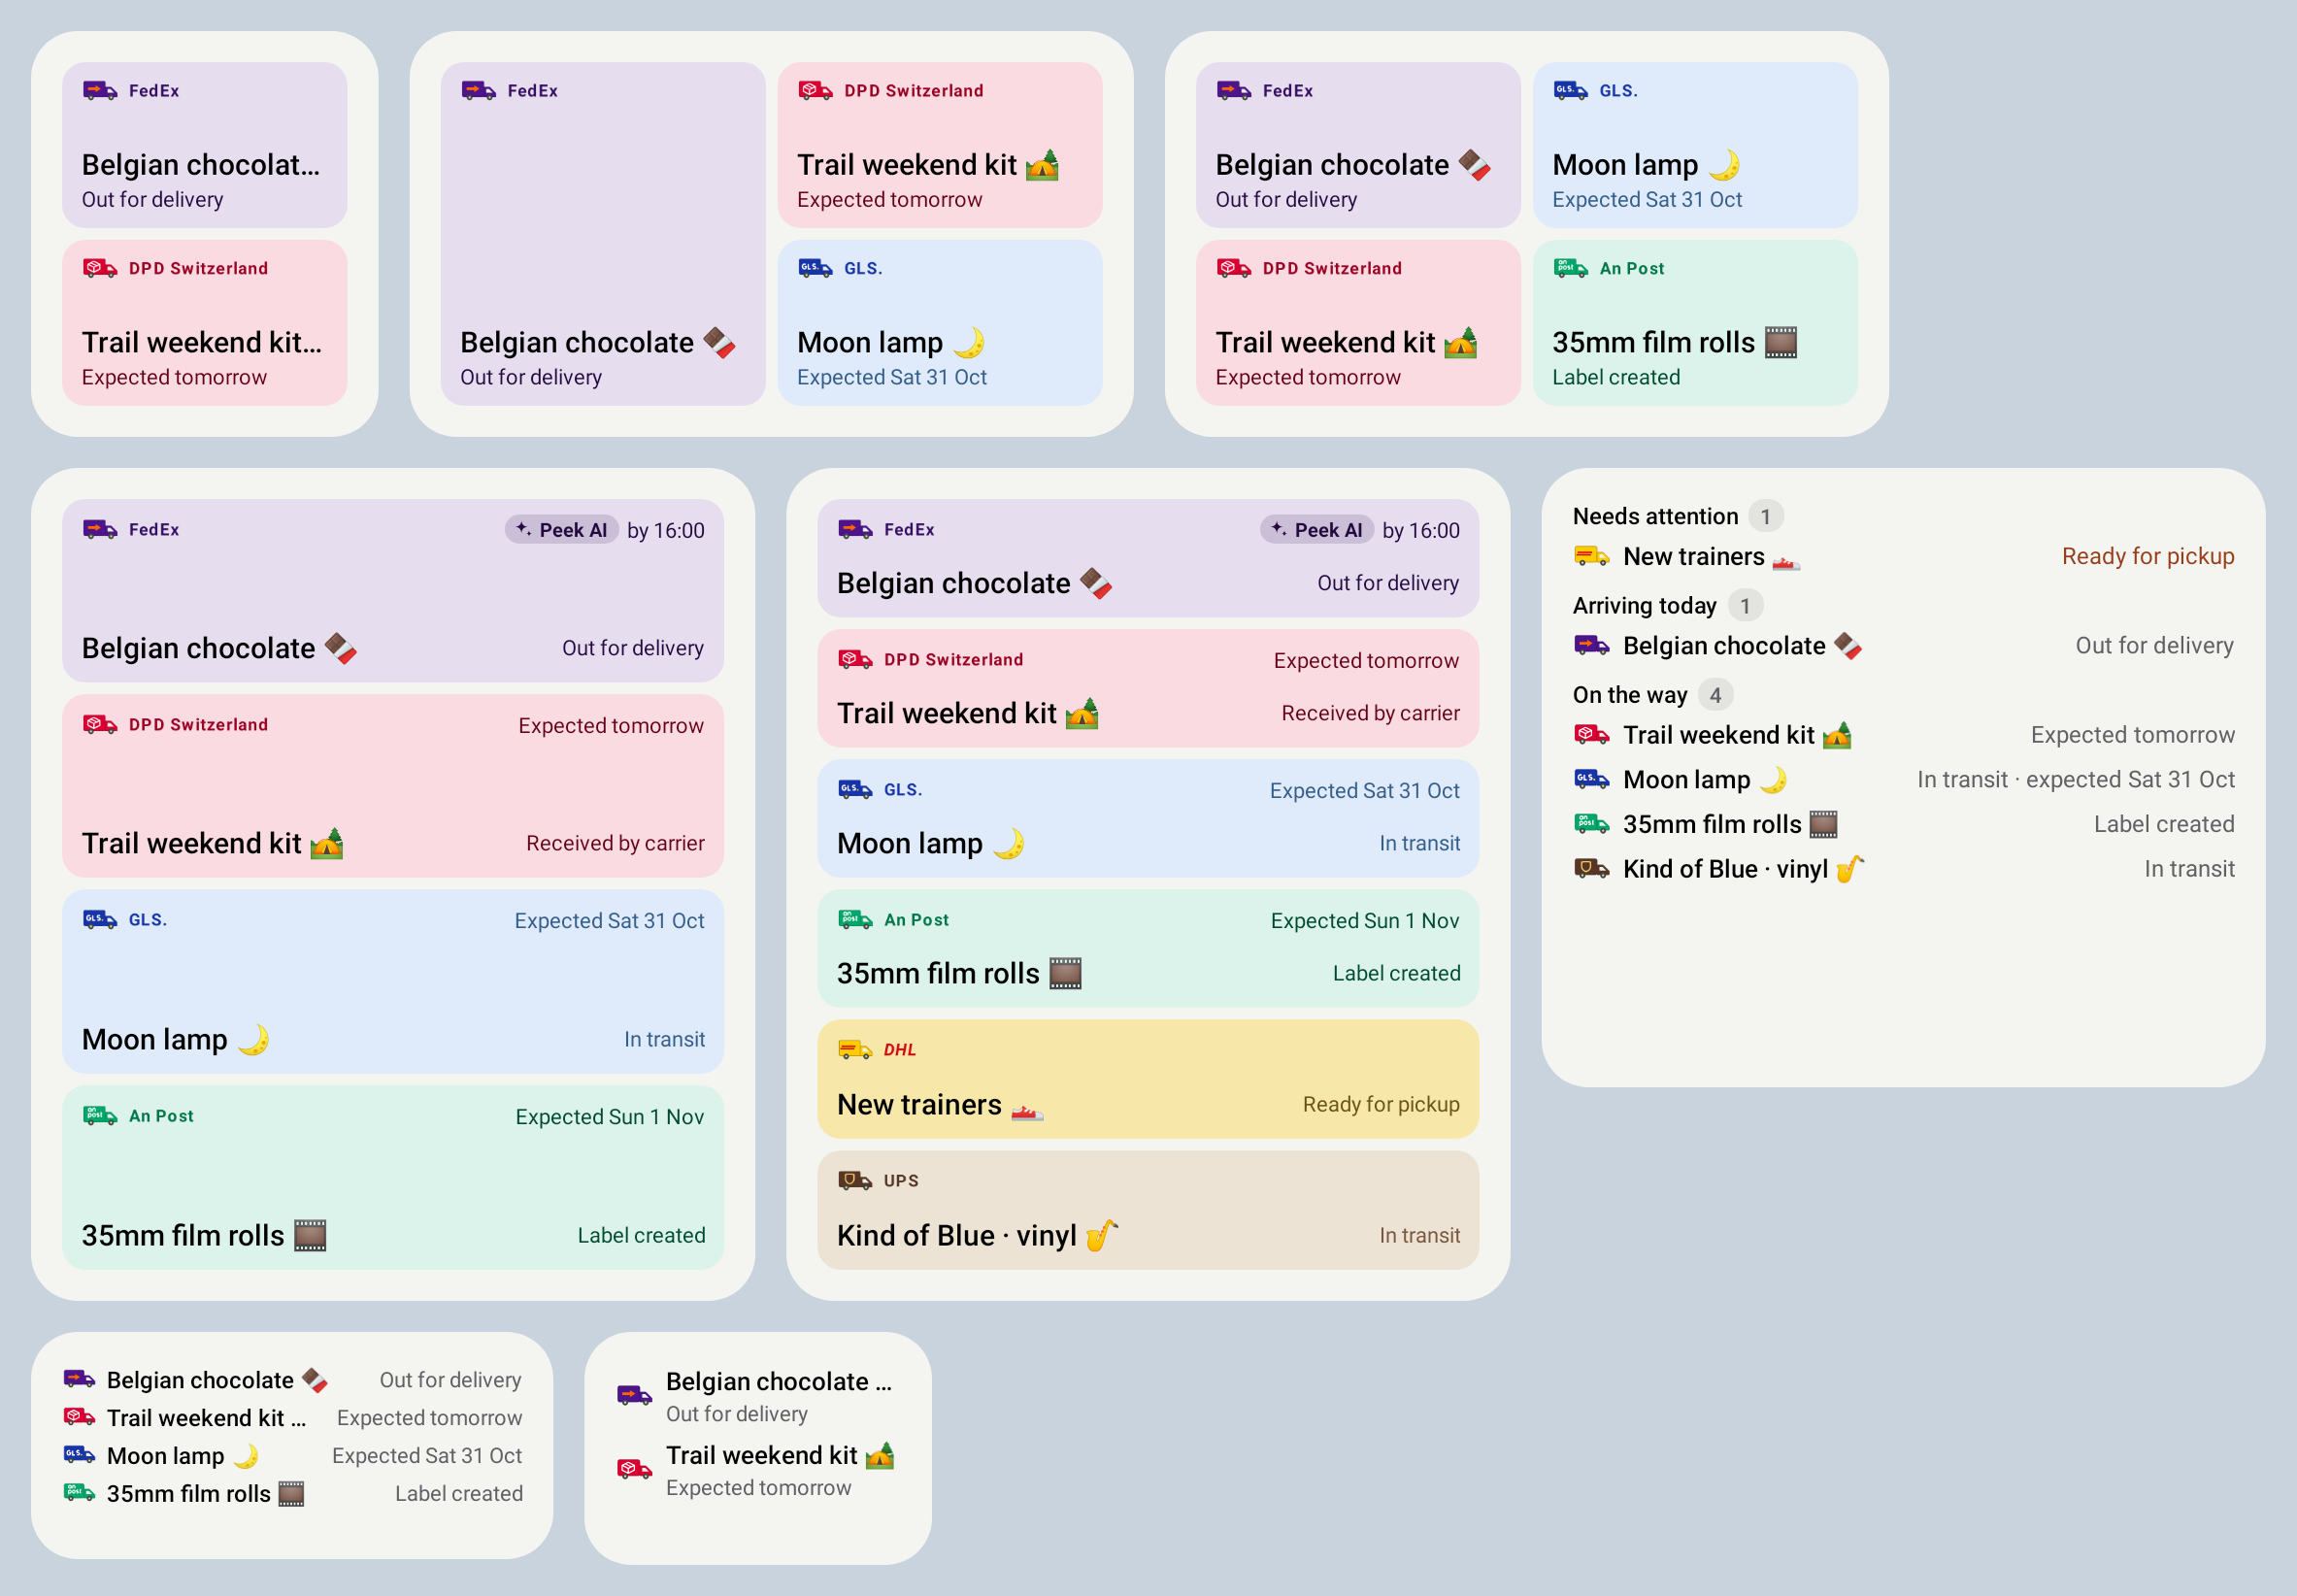 FedEx
Belgian chocolat...
Out for delivery
DPD Switzerland
Trail weekend kit...
Expected tomorrow
FedEx
Belgian chocolate 🍫
Out for delivery
DPD Switzerland
Trail weekend kit 🏕️
Expected tomorrow
GLS.
Moon lamp 🌙
Expected Sat 31 Oct
FedEx
Belgian chocolate 🍫
Out for delivery
GLS.
Moon lamp 🌙
Expected Sat 31 Oct
DPD Switzerland
Trail weekend kit 🏕️
Expected tomorrow
An Post
35mm film rolls 🎞️
Label created
FedEx Peek AI by 16:00
Belgian chocolate 🍫 Out for delivery
DPD Switzerland Expected tomorrow
Trail weekend kit 🏕️ Received by carrier
GLS. Expected Sat 31 Oct
Moon lamp 🌙 In transit
An Post Expected Sun 1 Nov
35mm film rolls 🎞️ Label created
FedEx Peek AI by 16:00
Belgian chocolate 🍫 Out for delivery
DPD Switzerland Expected tomorrow
Trail weekend kit 🏕️ Received by carrier
GLS. Expected Sat 31 Oct
Moon lamp 🌙 In transit
An Post Expected Sun 1 Nov
35mm film rolls 🎞️ Label created
DHL
New trainers 👟 Ready for pickup
UPS
Kind of Blue · vinyl 🎷 In transit
Needs attention 1
New trainers 👟 Ready for pickup
Arriving today 1
Belgian chocolate 🍫 Out for delivery
On the way 4
Trail weekend kit 🏕️ Expected tomorrow
Moon lamp 🌙 In transit · expected Sat 31 Oct
35mm film rolls 🎞️ Label created
Kind of Blue · vinyl 🎷 In transit
Belgian chocolate 🍫 Out for delivery
Trail weekend kit ... Expected tomorrow
Moon lamp 🌙 Expected Sat 31 Oct
35mm film rolls 🎞️ Label created
Belgian chocolate ...
Out for delivery
Trail weekend kit 🏕️
Expected tomorrow